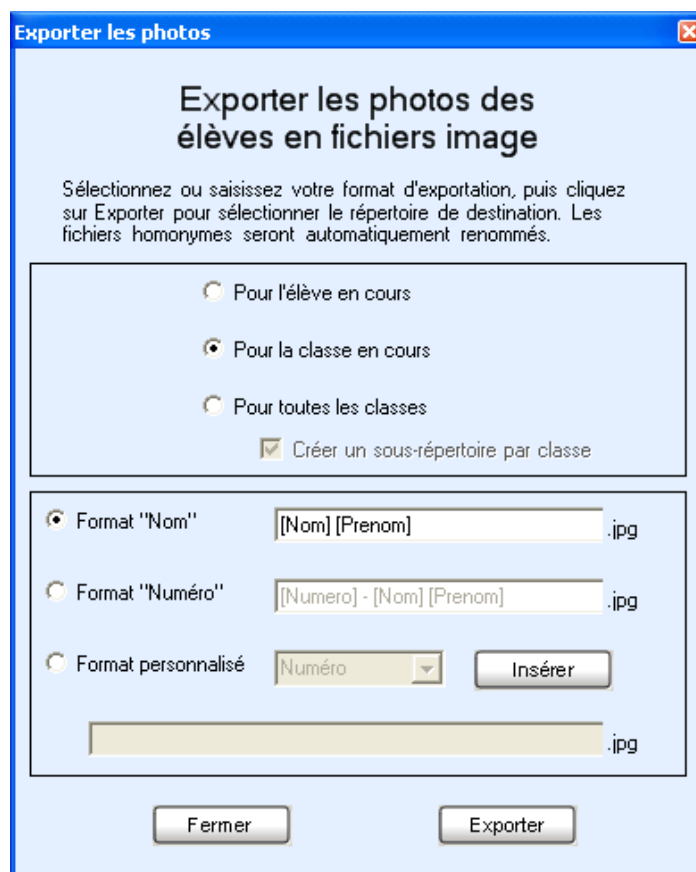 Exporter les photos
Exporter les photos des
élèves en fichiers image
Sélectionnez ou saisissez votre format d'exportation, puis cliquez
sur Exporter pour sélectionner le répertoire de destination. Les
fichiers homonymes seront automatiquement renommés.
Pour l'élève en cours
Pour la classe en cours
Pour toutes les classes
Créer un sous-répertoire par classe
Format "Nom" [Nom] [Prenom] .jpg
Format "Numéro" [Numero] - [Nom] [Prenom] .jpg
Format personnalisé Numéro Insérer
.jpg
Fermer Exporter